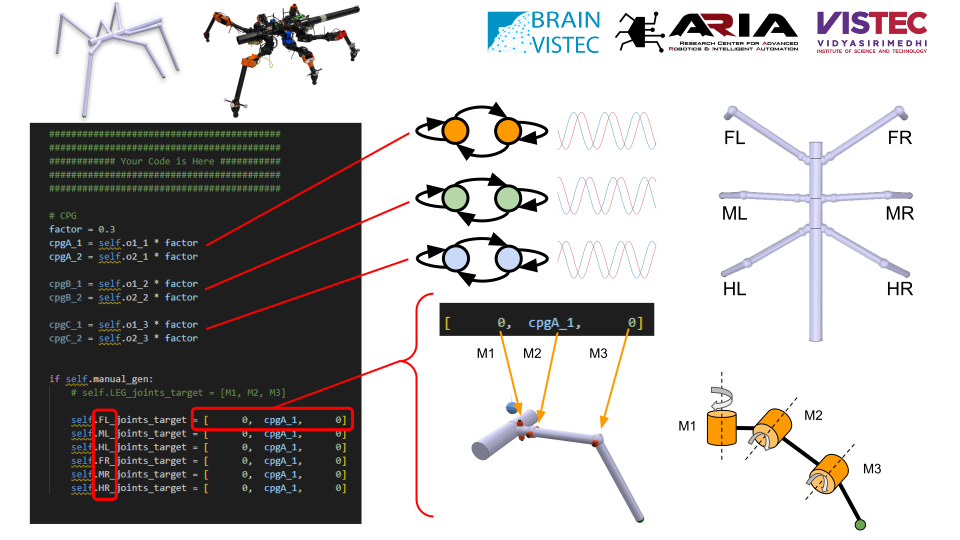 BRAIN
VISTEC
ARIA
RESEARCH CENTER FOR ADVANCED
ROBOTICS & INTELLIGENT AUTOMATION
VISTEC
VIDYASIRIMEDHI
INSTITUTE OF SCIENCE AND TECHNOLOGY
##########################################
##########################################
############ Your Code is Here ###########
##########################################
##########################################
# CPG
factor = 0.3
cpgA_1 = self.o1_1 * factor
cpgA_2 = self.o2_1 * factor
cpgB_1 = self.o1_2 * factor
cpgB_2 = self.o2_2 * factor
cpgC_1 = self.o1_3 * factor
cpgC_2 = self.o2_3 * factor
if self.manual_gen:
# self.LEG_joints_target = [M1, M2, M3]
self.FL_joints_target = [ 0, cpgA_1, 0]
self.ML_joints_target = [ 0, cpgA_1, 0]
self.HL_joints_target = [ 0, cpgA_1, 0]
self.FR_joints_target = [ 0, cpgA_1, 0]
self.MR_joints_target = [ 0, cpgA_1, 0]
self.HR_joints_target = [ 0, cpgA_1, 0]
[ 0, cpgA_1, 0]
M1 M2 M3
FL FR
ML MR
HL HR
M1
M2
M3